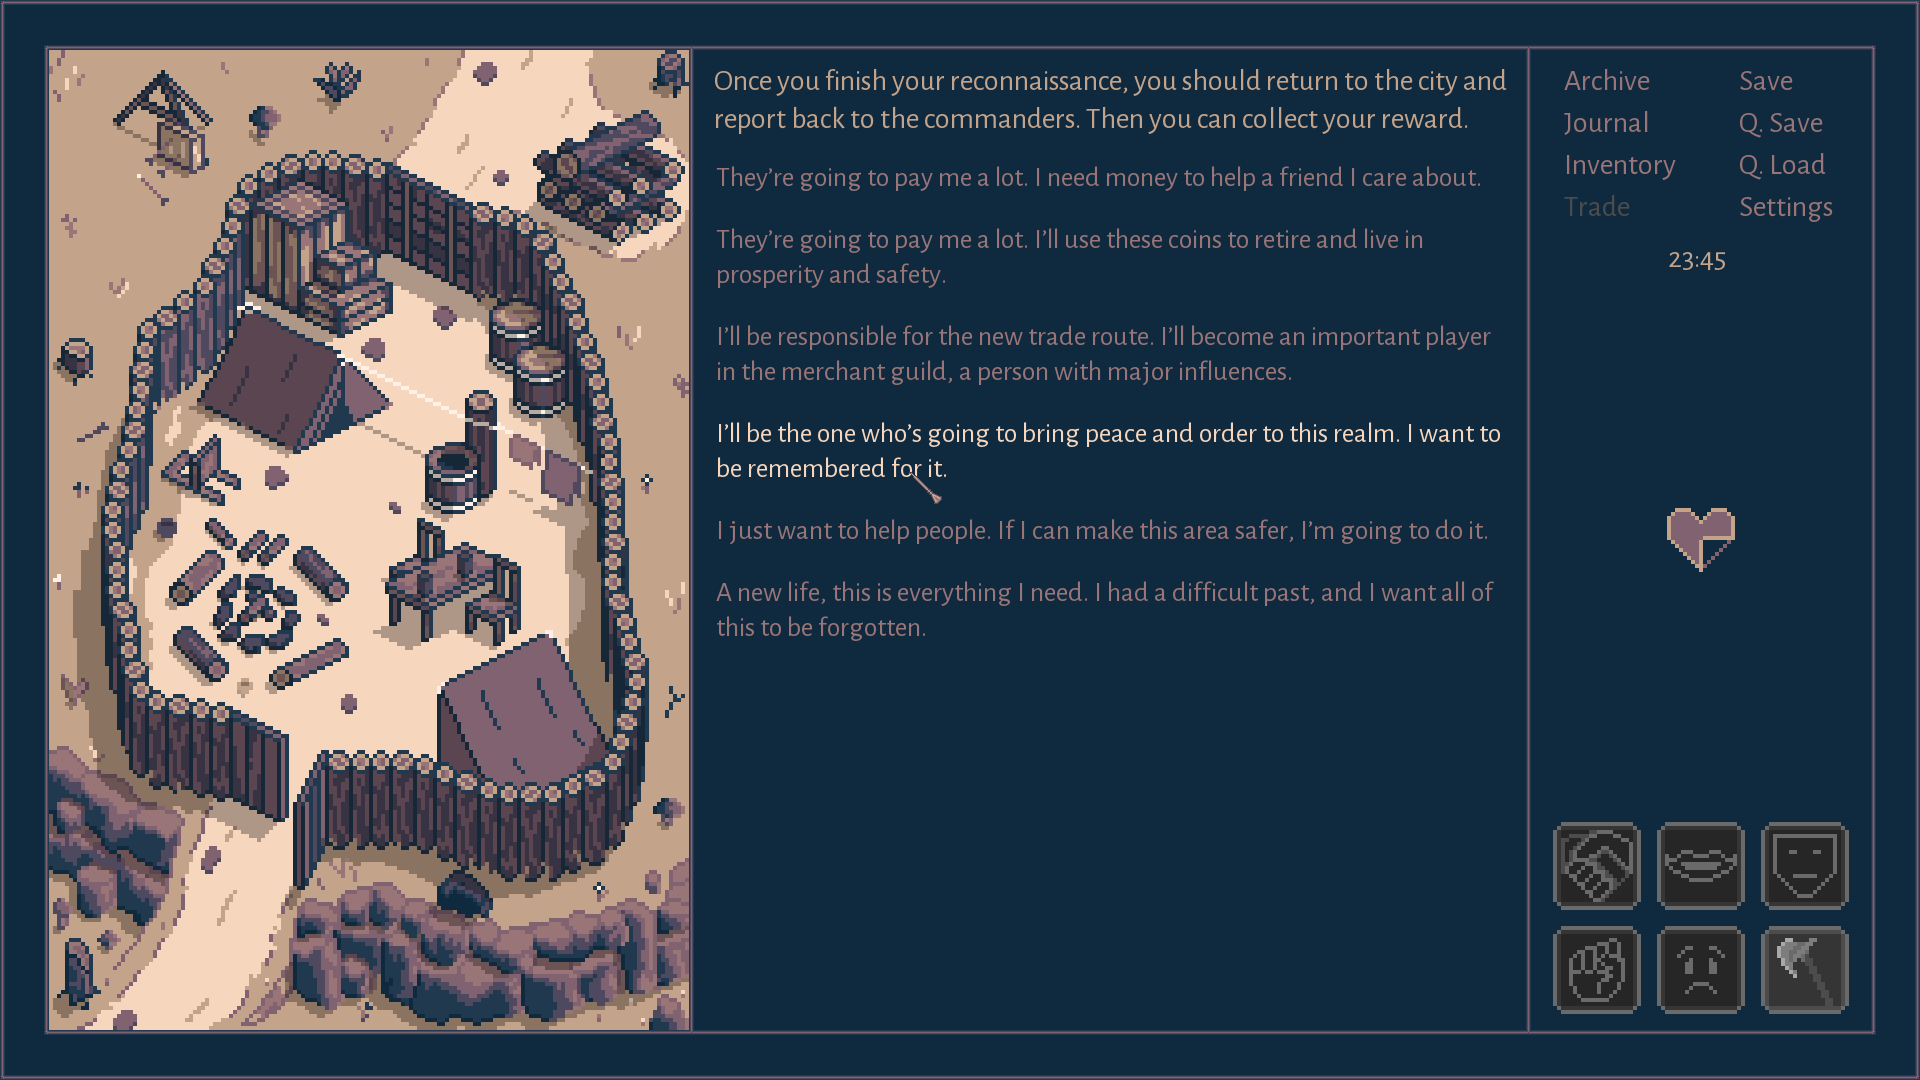 Once you finish your reconnaissance, you should return to the city and
report back to the commanders. Then you can collect your reward.
They're going to pay me a lot. I need money to help a friend I care about.
They're going to pay me a lot. I'll use these coins to retire and live in
prosperity and safety.
I'll be responsible for the new trade route. I'll become an important player
in the merchant guild, a person with major influences.
I'll be the one who's going to bring peace and order to this realm. I want to
be remembered for it.
I just want to help people. If I can make this area safer, I'm going to do it.
A new life, this is everything I need. I had a difficult past, and I want all of
this to be forgotten.
Archive Save
Journal Q. Save
Inventory Q. Load
Trade Settings
23:45